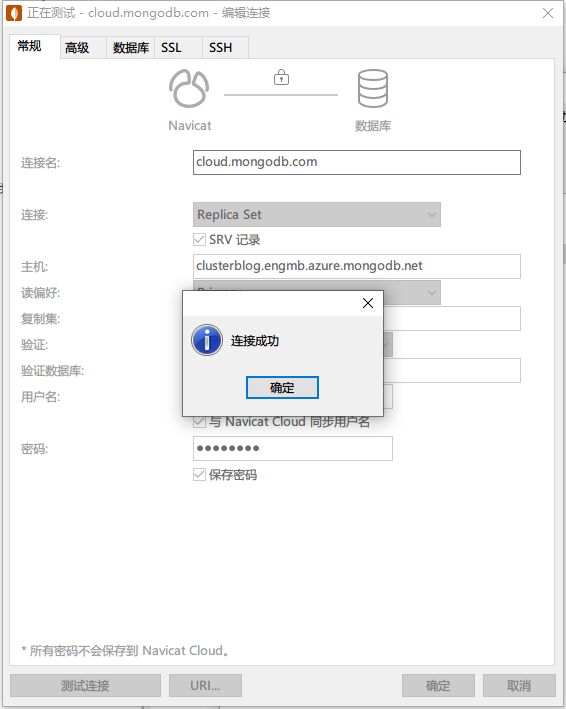 正在测试 - cloud.mongodb.com - 编辑连接
常规 高级 数据库 SSL SSH
Navicat 数据库
连接名: cloud.mongodb.com
连接: Replica Set
SRV 记录
主机: clusterblog.engmb.azure.mongodb.net
读偏好:
复制集:
验证:
连接成功
验证数据库:
确定
用户名:
与 Navicat Cloud 同步用户名
密码: ●●●●●●●●
保存密码
* 所有密码不会保存到 Navicat Cloud。
测试连接 URI... 确定 取消